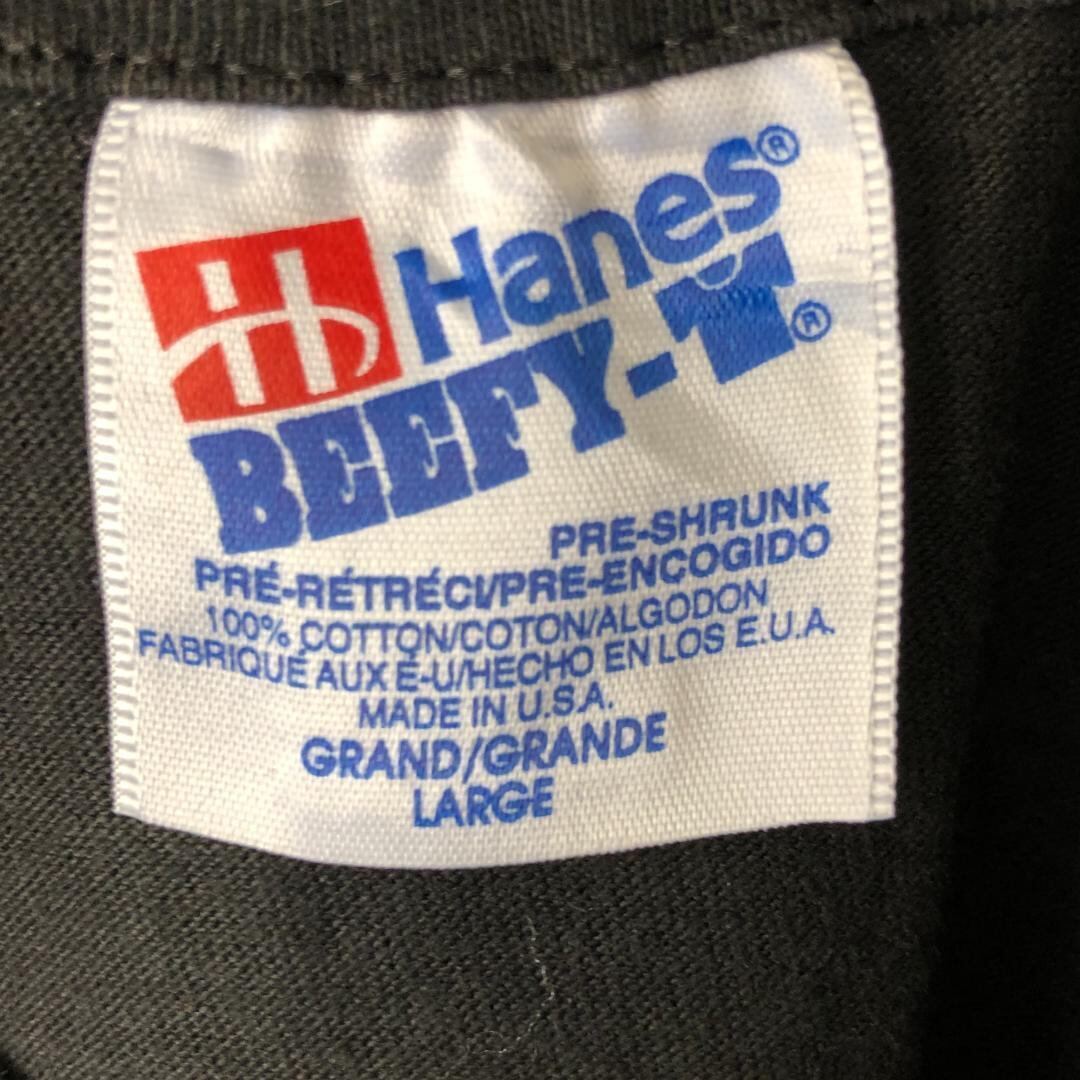 Hanes®
BEEFY-T®
PRE-SHRUNK
PRÉ-RÉTRÉCI/PRE-ENCOGIDO
100% COTTON/COTON/ALGODON
FABRIQUÉ AUX É-U/HECHO EN LOS E.U.A.
MADE IN U.S.A.
GRAND/GRANDE
LARGE